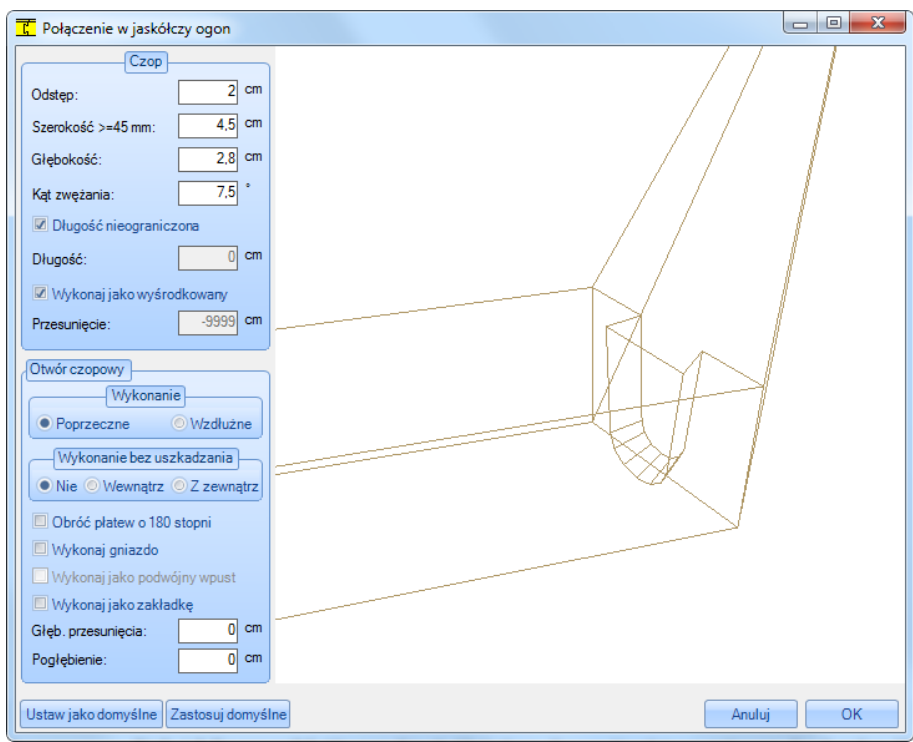 Połączenie w jaskółczy ogon
Czop
Odstęp: 2 cm
Szerokość >=45 mm: 4,5 cm
Głębokość: 2,8 cm
Kąt zwężania: 7,5 °
Długość nieograniczona
Długość: 0 cm
Wykonaj jako wyśrodkowany
Przesunięcie: -9999 cm
Otwór czopowy
Wykonanie
Poprzeczne Wzdłużne
Wykonanie bez uszkadzania
Nie Wewnątrz Z zewnątrz
Obróć płatew o 180 stopni
Wykonaj gniazdo
Wykonaj jako podwójny wpust
Wykonaj jako zakładkę
Głęb. przesunięcia: 0 cm
Pogłębienie: 0 cm
Ustaw jako domyślne Zastosuj domyślne Anuluj OK